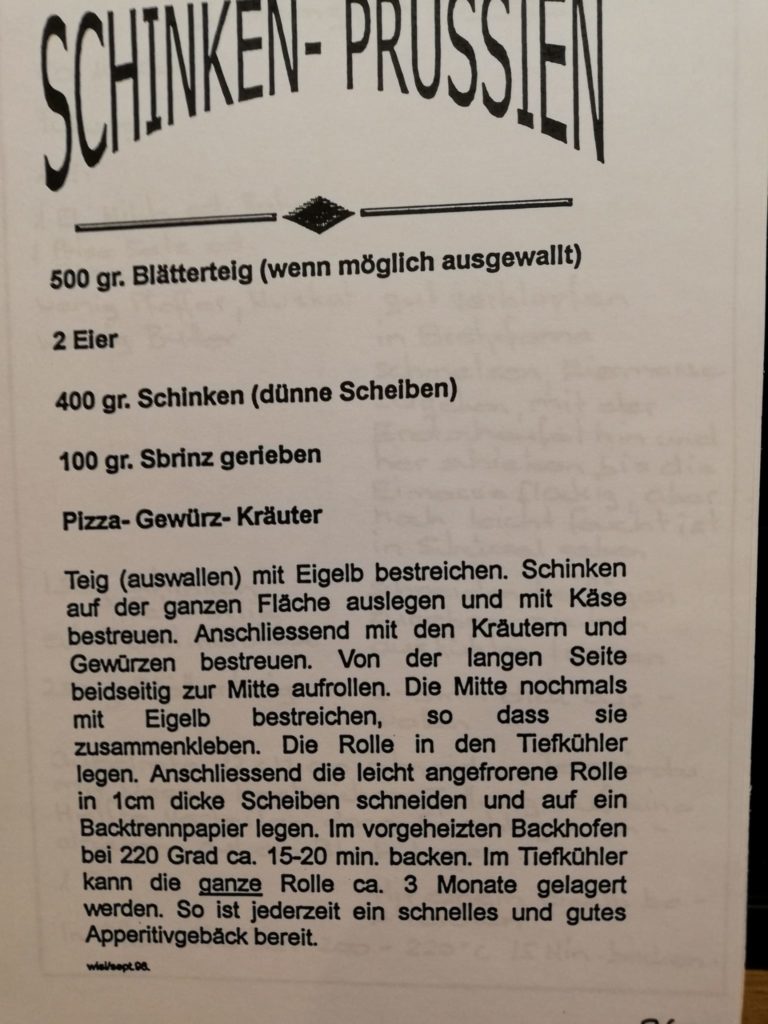 SCHINKEN- PRUSSIEN
500 gr. Blätterteig (wenn möglich ausgewallt)
2 Eier
400 gr. Schinken (dünne Scheiben)
100 gr. Sbrinz gerieben
Pizza- Gewürz- Kräuter
Teig (auswallen) mit Eigelb bestreichen. Schinken
auf der ganzen Fläche auslegen und mit Käse
bestreuen. Anschliessend mit den Kräutern und
Gewürzen bestreuen. Von der langen Seite
beidseitig zur Mitte aufrollen. Die Mitte nochmals
mit Eigelb bestreichen, so dass sie
zusammenkleben. Die Rolle in den Tiefkühler
legen. Anschliessend die leicht angefrorene Rolle
in 1cm dicke Scheiben schneiden und auf ein
Backtrennpapier legen. Im vorgeheizten Backhofen
bei 220 Grad ca. 15-20 min. backen. Im Tiefkühler
kann die ganze Rolle ca. 3 Monate gelagert
werden. So ist jederzeit ein schnelles und gutes
Apperitivgebäck bereit.